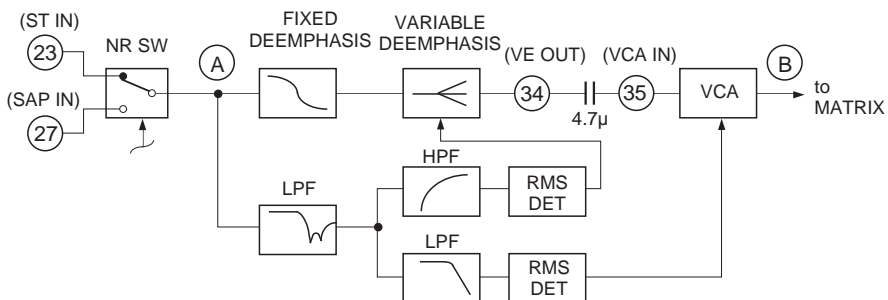 (ST IN)
23
NR SW
(SAP IN)
27
A
FIXED
DEEMPHASIS
VARIABLE
DEEMPHASIS
(VE OUT)
34
4.7μ
(VCA IN)
35
VCA
B
to
MATRIX
LPF
HPF
RMS
DET
LPF
RMS
DET